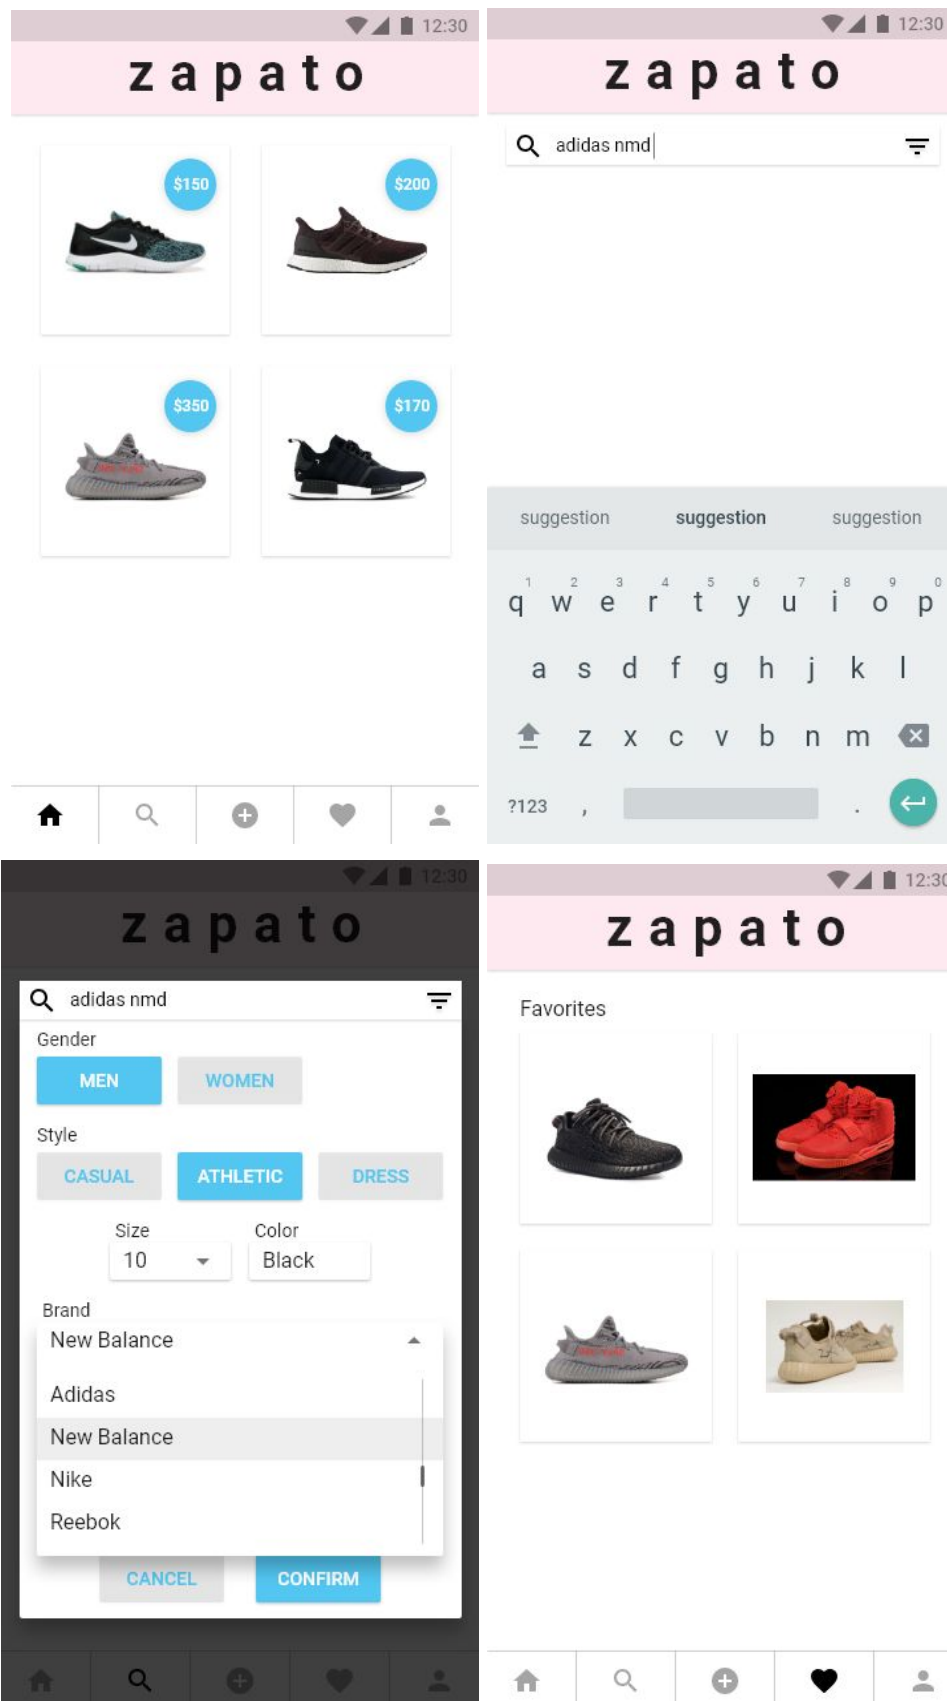 12:30
zapato
$150
$200
$350
$170
12:30
zapato
adidas nmd
suggestion suggestion suggestion
1 2 3 4 5 6 7 8 9 0
q w e r t y u i o p
a s d f g h j k l
z x c v b n m
?123 , .
12:30
zapato
adidas nmd
Gender
MEN WOMEN
Style
CASUAL ATHLETIC DRESS
Size Color
10 Black
Brand
New Balance
Adidas
New Balance
Nike
Reebok
CANCEL CONFIRM
12:30
zapato
Favorites